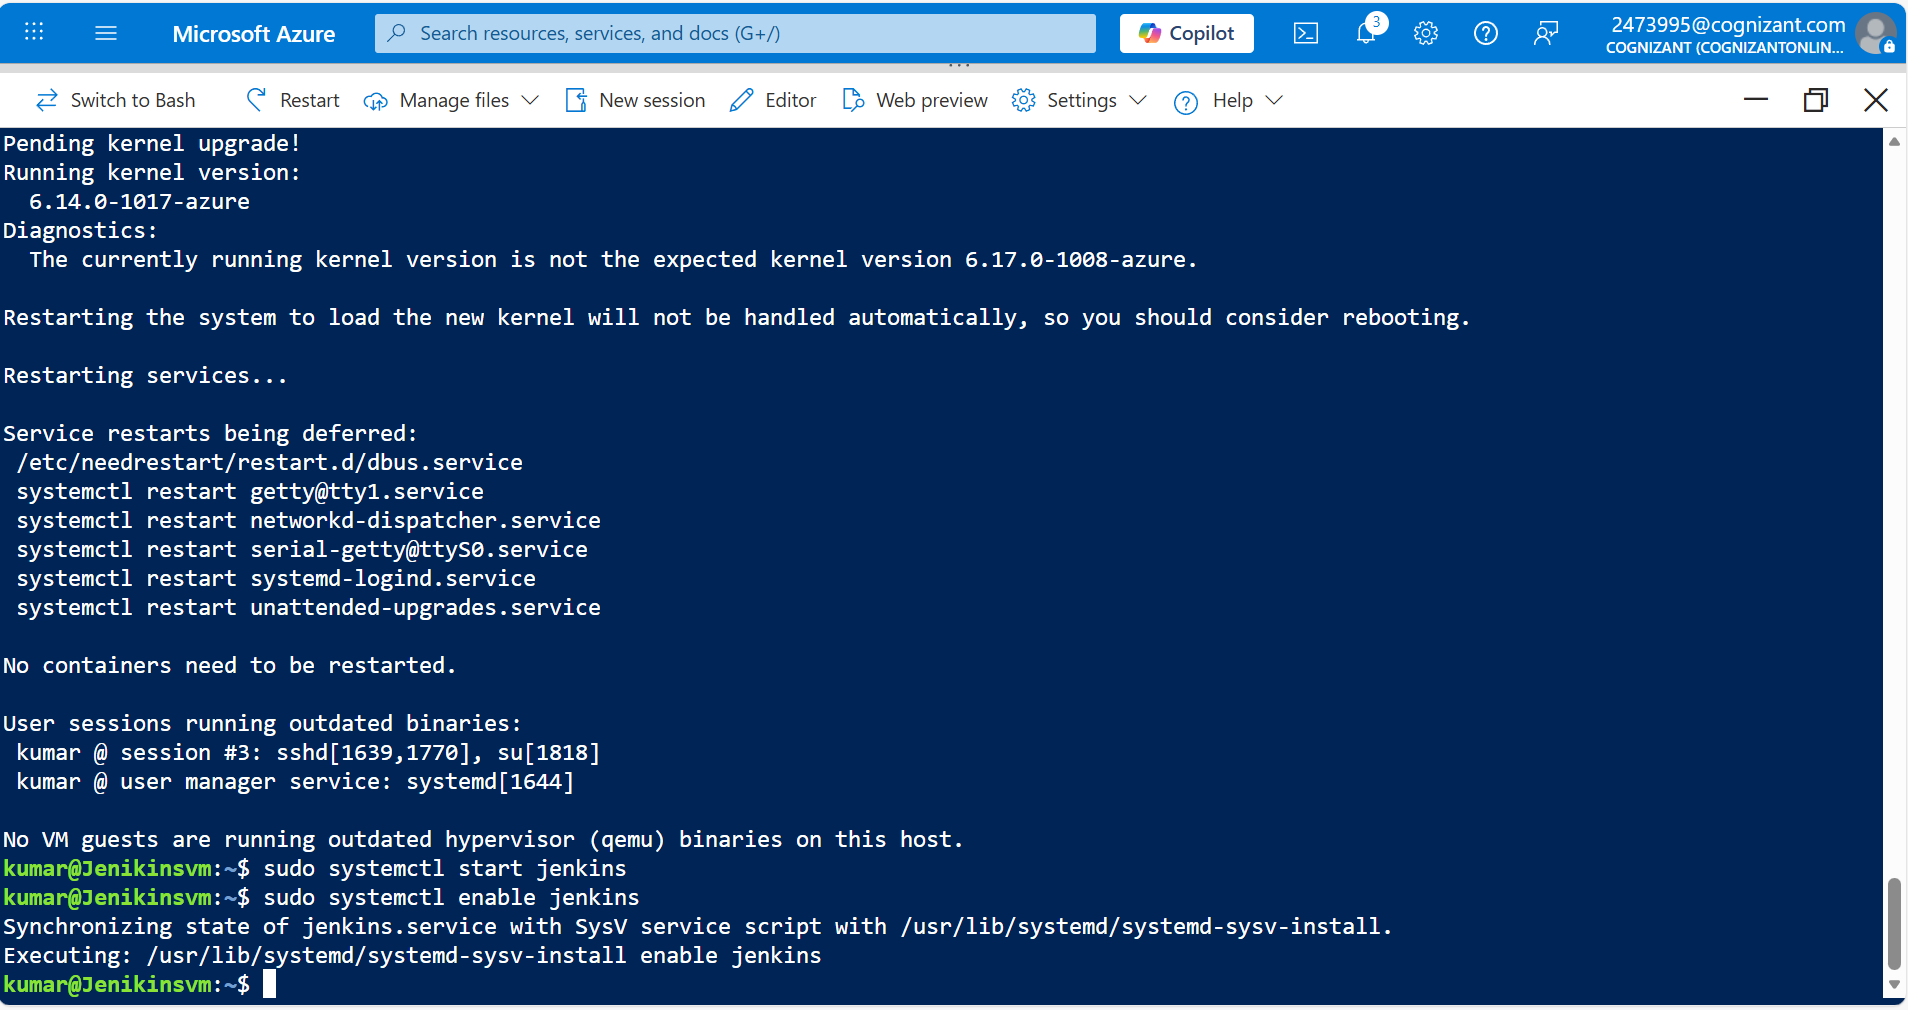 Microsoft Azure
Search resources, services, and docs (G+/)
Copilot
3
2473995@cognizant.com
COGNIZANT (COGNIZANTONLIN...
Switch to Bash
Restart
Manage files
New session
Editor
Web preview
Settings
Help
Pending kernel upgrade!
Running kernel version:
  6.14.0-1017-azure
Diagnostics:
  The currently running kernel version is not the expected kernel version 6.17.0-1008-azure.
Restarting the system to load the new kernel will not be handled automatically, so you should consider rebooting.
Restarting services...
Service restarts being deferred:
 /etc/needrestart/restart.d/dbus.service
 systemctl restart getty@tty1.service
 systemctl restart networkd-dispatcher.service
 systemctl restart serial-getty@ttyS0.service
 systemctl restart systemd-logind.service
 systemctl restart unattended-upgrades.service
No containers need to be restarted.
User sessions running outdated binaries:
 kumar @ session #3: sshd[1639,1770], su[1818]
 kumar @ user manager service: systemd[1644]
No VM guests are running outdated hypervisor (qemu) binaries on this host.
kumar@Jenikinsvm:~$ sudo systemctl start jenkins
kumar@Jenikinsvm:~$ sudo systemctl enable jenkins
Synchronizing state of jenkins.service with SysV service script with /usr/lib/systemd/systemd-sysv-install.
Executing: /usr/lib/systemd/systemd-sysv-install enable jenkins
kumar@Jenikinsvm:~$